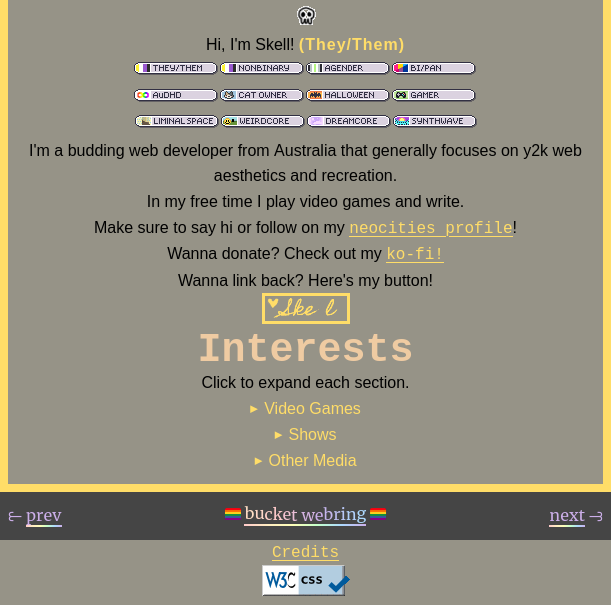 Hi, I'm Skell! (They/Them)
THEY/THEM NONBINARY AGENDER BI/PAN
AUDHD CAT OWNER HALLOWEEN GAMER
LIMINALSPACE WEIRDCORE DREAMCORE SYNTHWAVE
I'm a budding web developer from Australia that generally focuses on y2k web
aesthetics and recreation.
In my free time I play video games and write.
Make sure to say hi or follow on my neocities profile!
Wanna donate? Check out my ko-fi!
Wanna link back? Here's my button!
Ske l
Interests
Click to expand each section.
▸ Video Games
▸ Shows
▸ Other Media
prev bucket webring next
Credits
W3C css